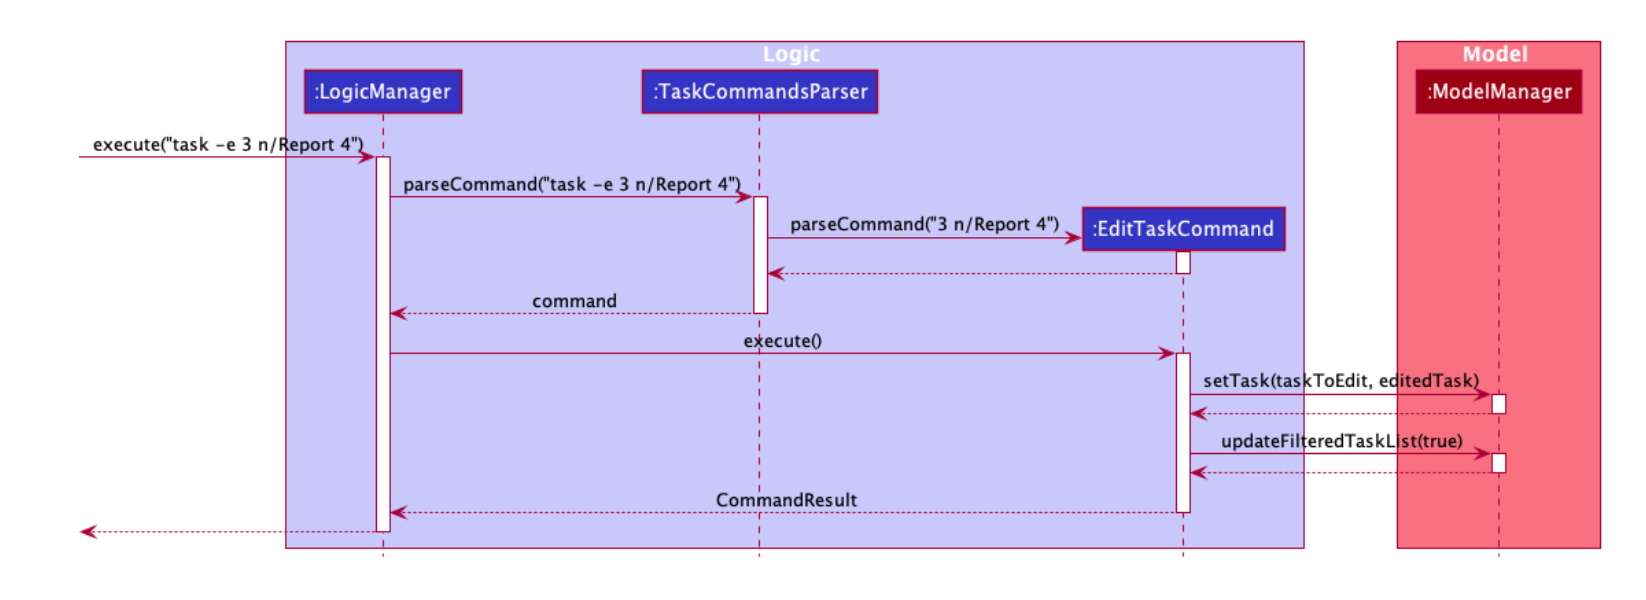 Logic
Model
:LogicManager
:TaskCommandsParser
:ModelManager
execute("task -e 3 n/Report 4")
parseCommand("task -e 3 n/Report 4")
parseCommand("3 n/Report 4")
:EditTaskCommand
command
execute()
setTask(taskToEdit, editedTask)
updateFilteredTaskList(true)
CommandResult